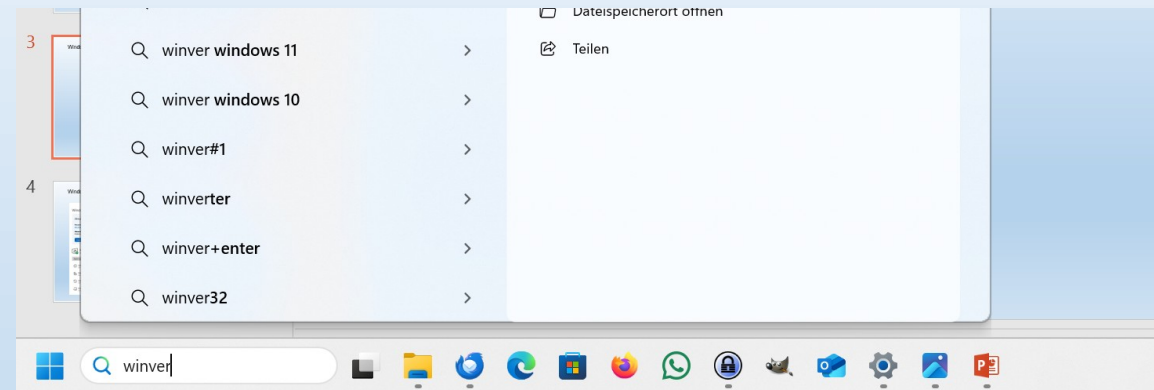 Dateispeicherort öffnen
3
winver windows 11
Teilen
winver windows 10
winver#1
4
winverter
winver+enter
winver32
winver